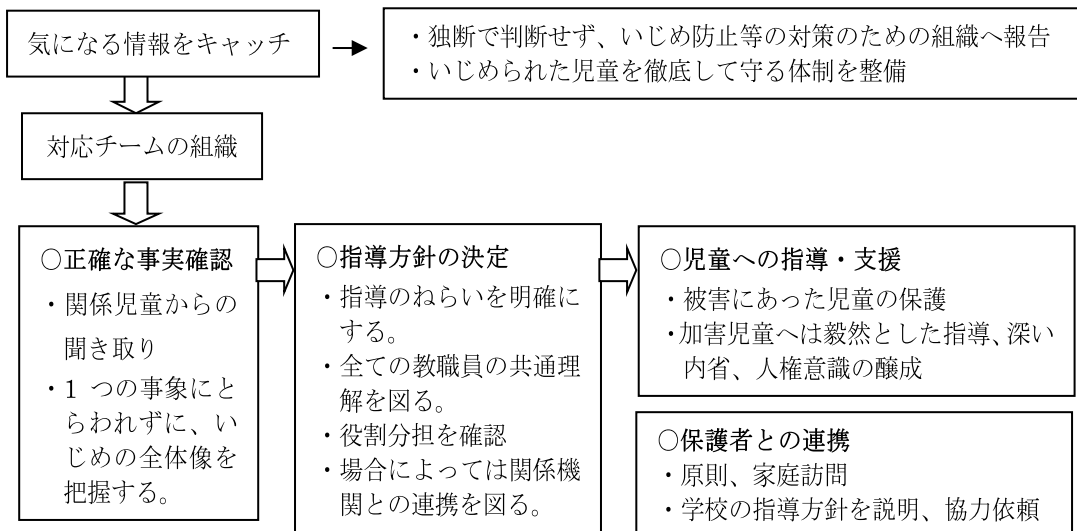 気になる情報をキャッチ
・独断で判断せず、いじめ防止等の対策のための組織へ報告
・いじめられた児童を徹底して守る体制を整備
対応チームの組織
○正確な事実確認
・関係児童からの
聞き取り
・1 つの事象にと
らわれずに、い
じめの全体像を
把握する。
○指導方針の決定
・指導のねらいを明確に
する。
・全ての教職員の共通理
解を図る。
・役割分担を確認
・場合によっては関係機
関との連携を図る。
○児童への指導・支援
・被害にあった児童の保護
・加害児童へは毅然とした指導、深い
内省、人権意識の醸成
○保護者との連携
・原則、家庭訪問
・学校の指導方針を説明、協力依頼